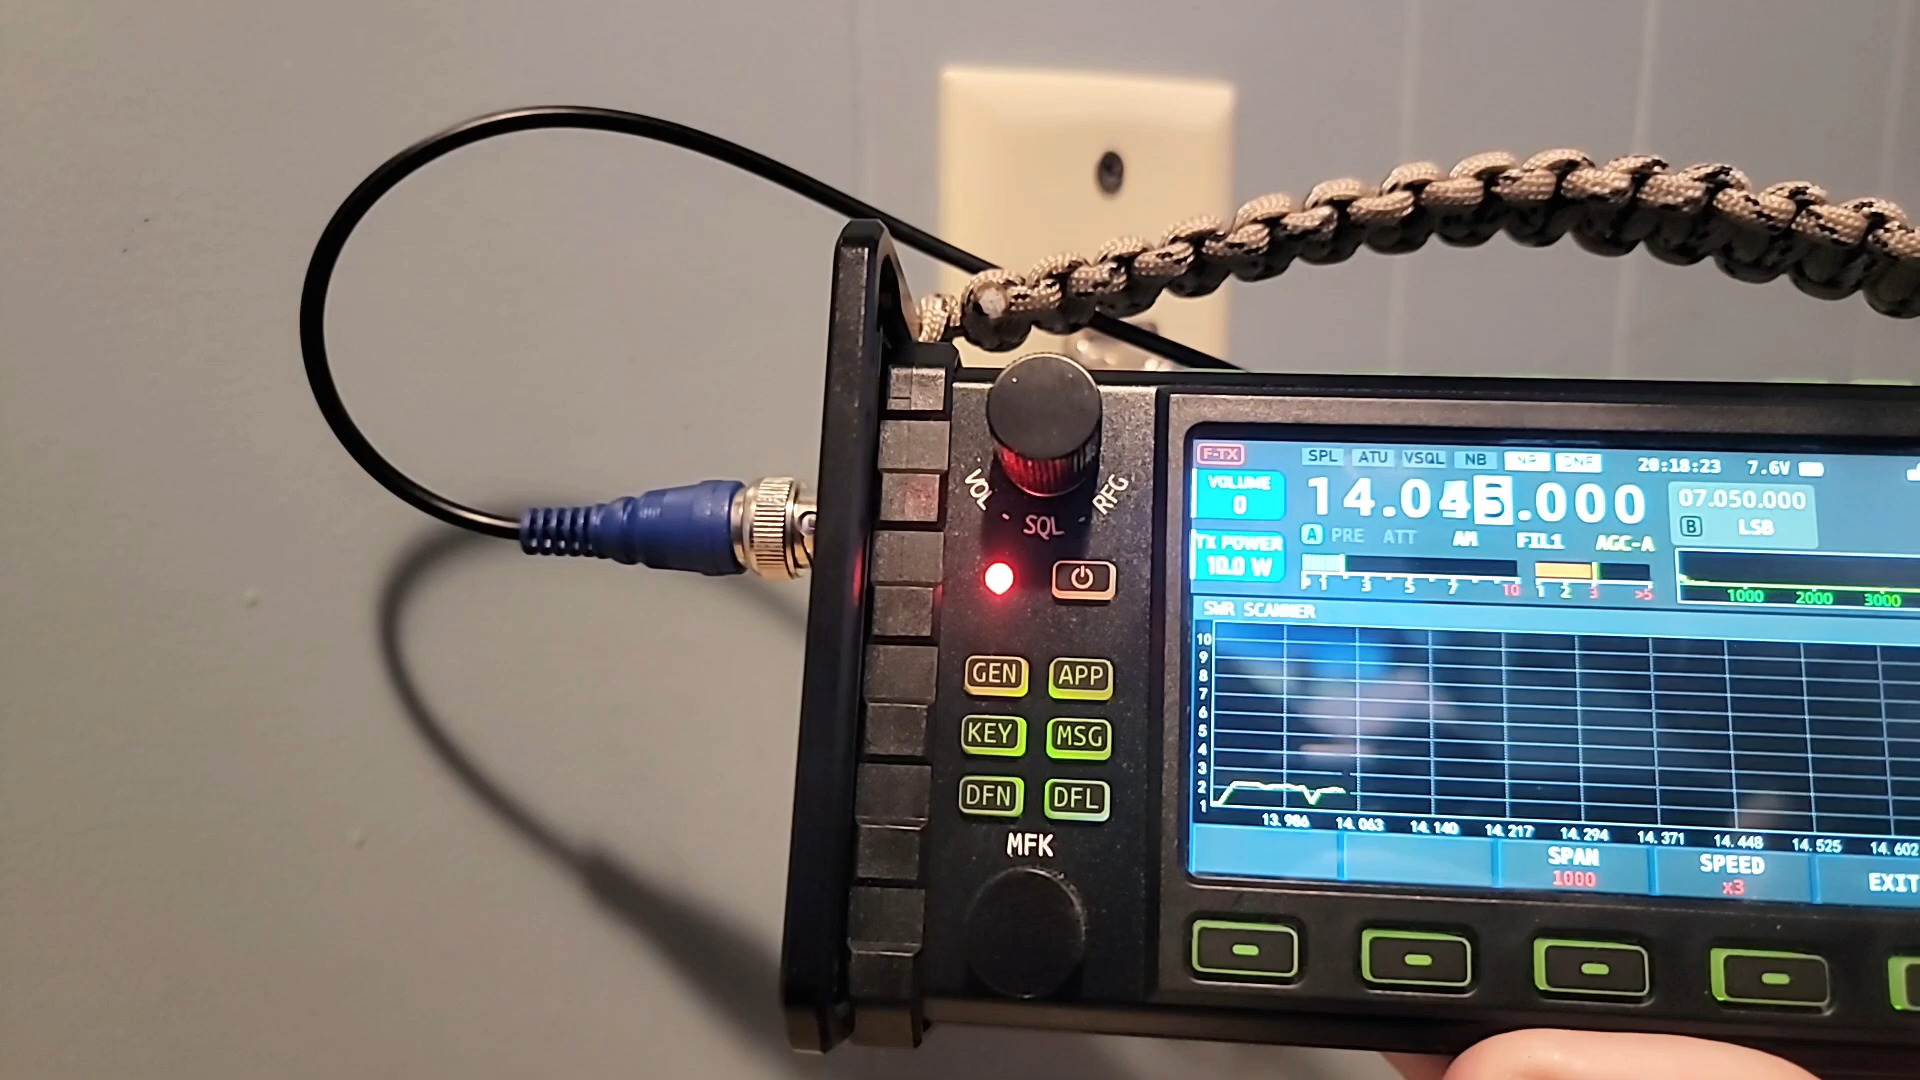 F-TX SPL ATU VSQL NB NR DNF 20:18:23 7.6V
VOLUME
0
14.045.000
07.050.000
B LSB
A PRE ATT AM FIL1 AGC-A
TX POWER
10.0 W
P 1 3 5 7 10 1 2 3 >5
1000 2000 3000
SWR SCANNER
10
9
8
7
6
5
4
3
2
1
13.986 14.063 14.140 14.217 14.294 14.371 14.448 14.525 14.602
SPAN
1000
SPEED
x3
EXIT
VOL - SQL - RFG
GEN APP
KEY MSG
DFN DFL
MFK